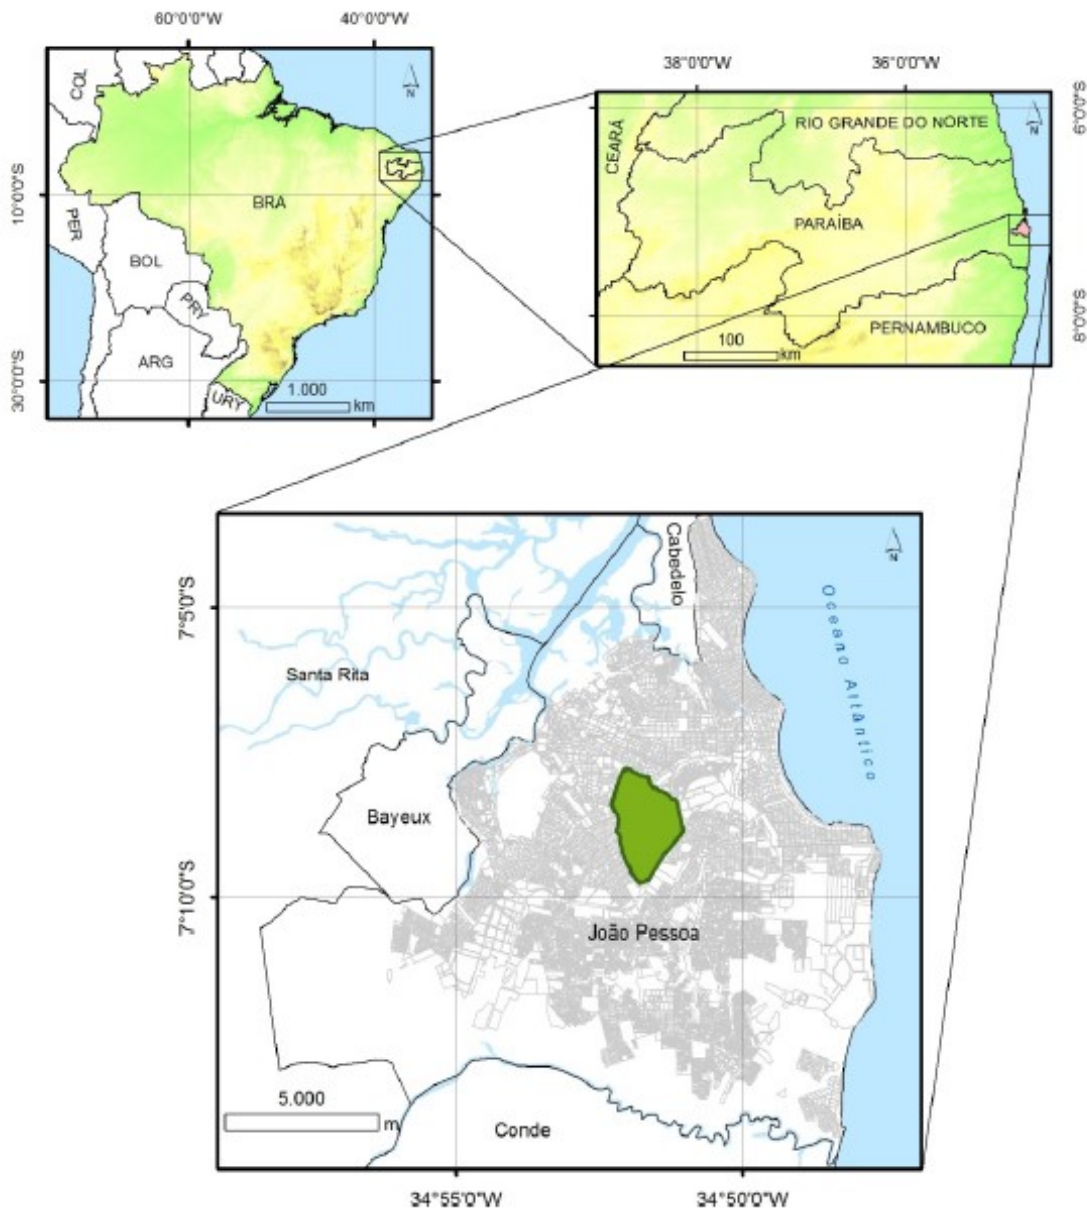 60°0'0"W 40°0'0"W
10°0'0"S
30°0'0"S
COL
PER
BRA
BOL
PRY
ARG
URY
N
1.000
km
38°0'0"W 36°0'0"W
6°0'0"S
8°0'0"S
CEARÁ
RIO GRANDE DO NORTE
PARAÍBA
PERNAMBUCO
N
100
km
Cabedelo
N
7°5'0"S
Oceano Atlântico
Santa Rita
Bayeux
7°10'0"S
João Pessoa
5.000
m
Conde
34°55'0"W 34°50'0"W